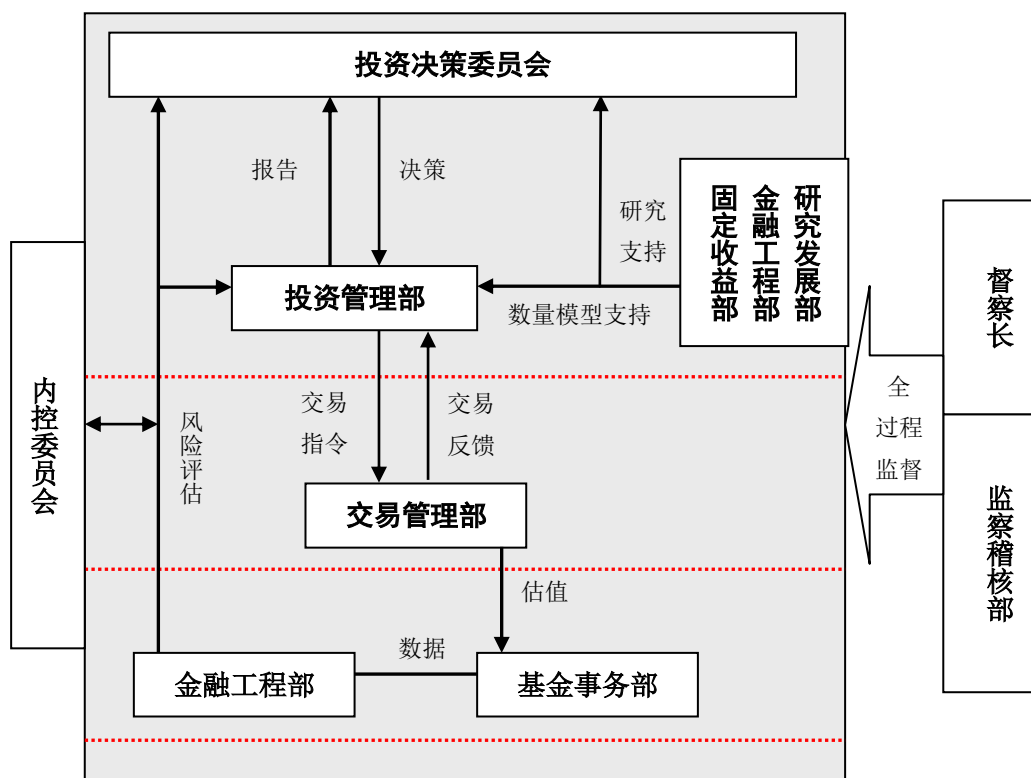 投资决策委员会
报告
决策
研究
支持
固定收益部
金融工程部
研究发展部
投资管理部
数量模型支持
督察长
内控委员会
风险评估
交易
指令
交易
反馈
全
过程
监督
交易管理部
监察稽核部
估值
数据
金融工程部
基金事务部